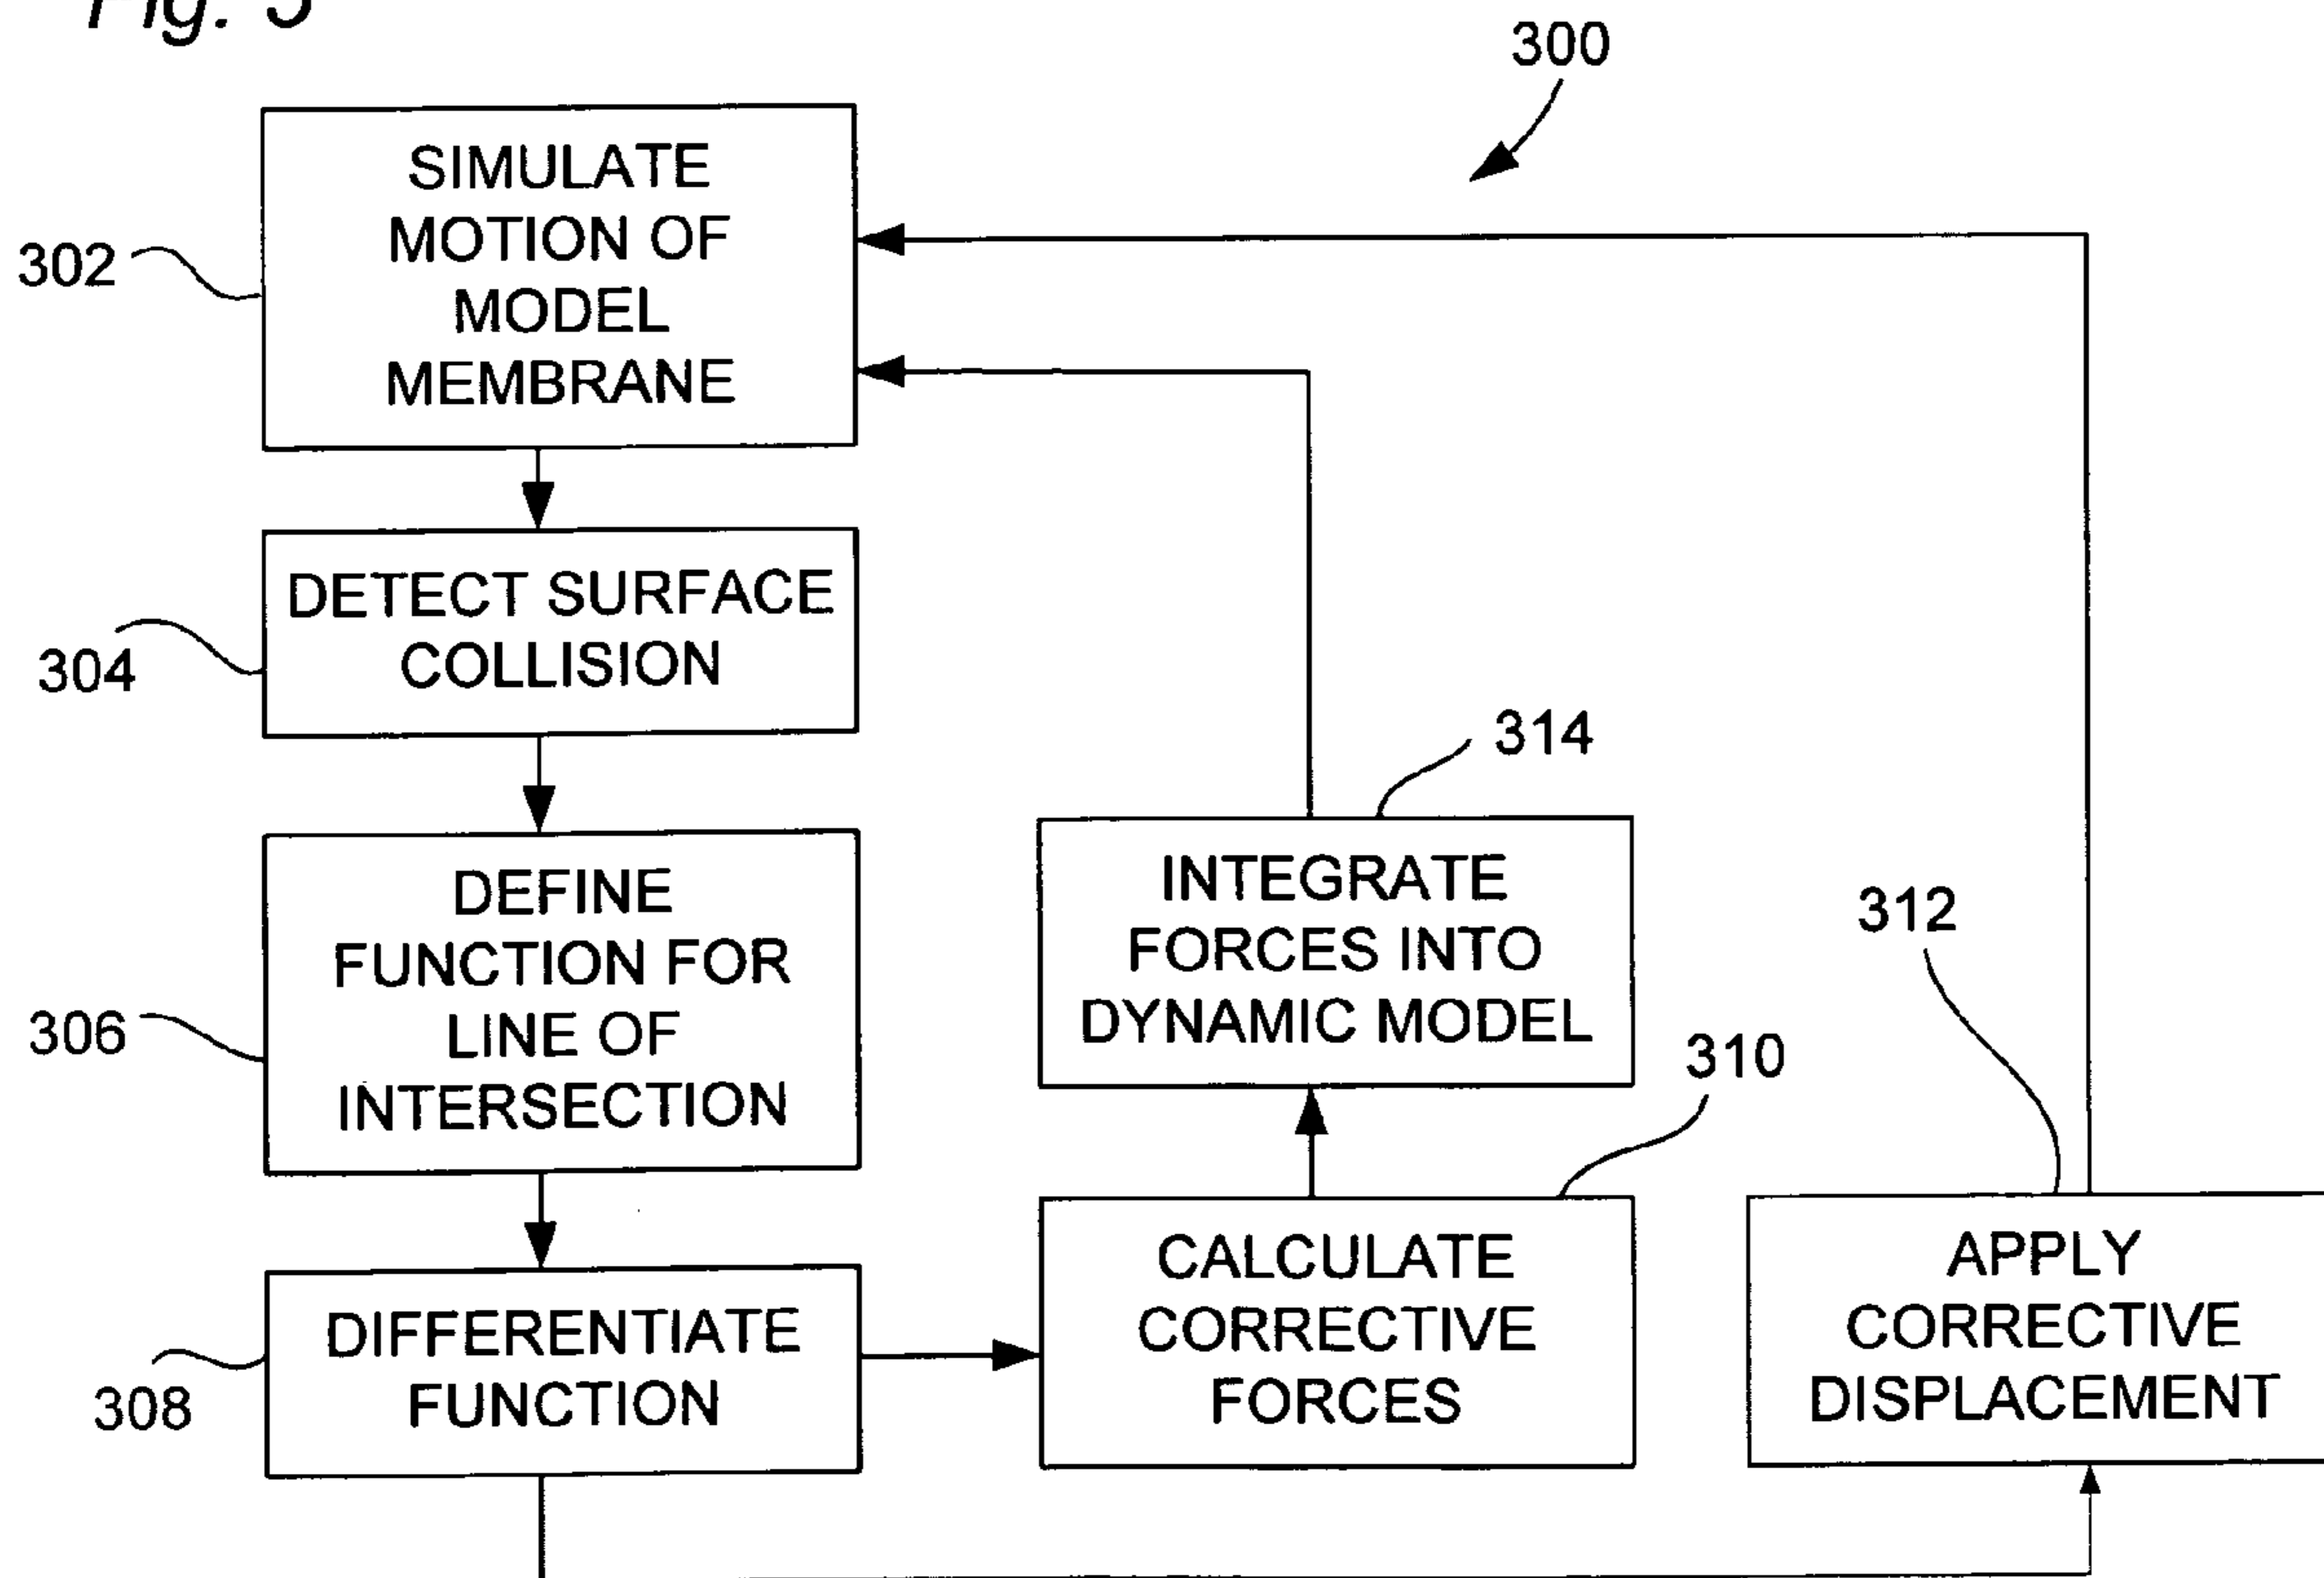 Fig. 3
300
SIMULATE
MOTION OF
MODEL
MEMBRANE
302
DETECT SURFACE
COLLISION
304
DEFINE
FUNCTION FOR
LINE OF
INTERSECTION
306
DIFFERENTIATE
FUNCTION
308
314
INTEGRATE
FORCES INTO
DYNAMIC MODEL
310
CALCULATE
CORRECTIVE
FORCES
312
APPLY
CORRECTIVE
DISPLACEMENT